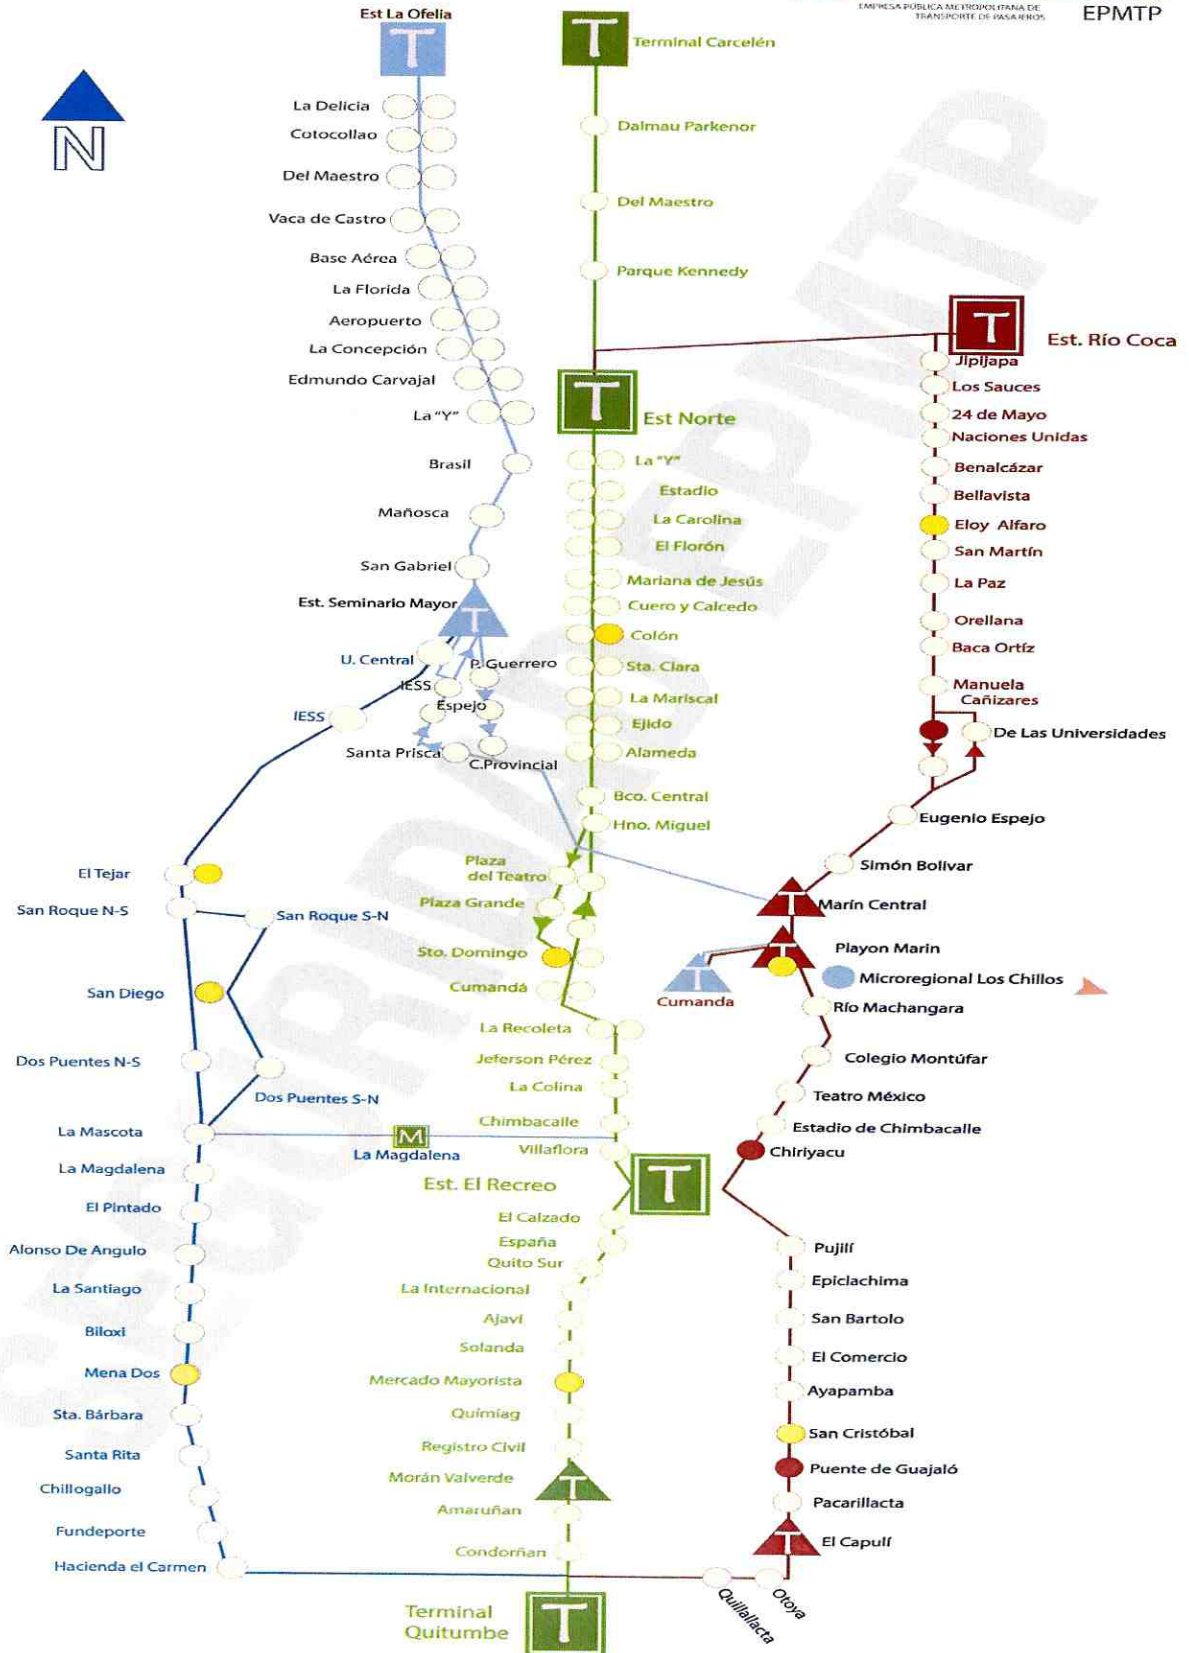 EMPRESA PÚBLICA METROPOLITANA DE
TRANSPORTE DE PASAJEROS
EPMTP
SEGURIDAD EPMTP
N
Est La Ofelia
T
La Delicia
Cotocollao
Del Maestro
Vaca de Castro
Base Aérea
La Florida
Aeropuerto
La Concepción
Edmundo Carvajal
La "Y"
Brasil
Mañosca
San Gabriel
Est. Seminario Mayor
T
P. Guerrero
IESS
Espejo
Santa Prisca
C.Provincial
U. Central
IESS
El Tejar
San Roque N-S
San Roque S-N
San Diego
Dos Puentes N-S
Dos Puentes S-N
La Mascota
M
La Magdalena
La Magdalena
El Pintado
Alonso De Angulo
La Santiago
Biloxi
Mena Dos
Sta. Bárbara
Santa Rita
Chillogallo
Fundeporte
Hacienda el Carmen
T
Terminal Carcelén
Dalmau Parkenor
Del Maestro
Parque Kennedy
T
Est Norte
La "Y"
Estadio
La Carolina
El Florón
Mariana de Jesús
Cuero y Calcedo
Colón
Sta. Clara
La Mariscal
Ejido
Alameda
Bco. Central
Hno. Miguel
Plaza
del Teatro
Plaza Grande
Sto. Domingo
Cumandá
La Recoleta
Jeferson Pérez
La Colina
Chimbacalle
Villaflora
Est. El Recreo
T
El Calzado
España
Quito Sur
La Internacional
Ajaví
Solanda
Mercado Mayorista
Quimiag
Registro Civil
Morán Valverde
T
Amaruñan
Condorñan
Terminal
Quitumbe
T
T
Est. Río Coca
Jipijapa
Los Sauces
24 de Mayo
Naciones Unidas
Benalcázar
Bellavista
Eloy Alfaro
San Martín
La Paz
Orellana
Baca Ortíz
Manuela
Cañizares
De Las Universidades
Eugenio Espejo
Simón Bolivar
T
Marín Central
T
Playon Marin
T
Cumanda
Microregional Los Chillos
Río Machangara
Colegio Montúfar
Teatro México
Estadio de Chimbacalle
Chiriyacu
Pujilí
Epiclachima
San Bartolo
El Comercio
Ayapamba
San Cristóbal
Puente de Guajaló
Pacarillacta
T
El Capulí
Otoya
Quillallacta